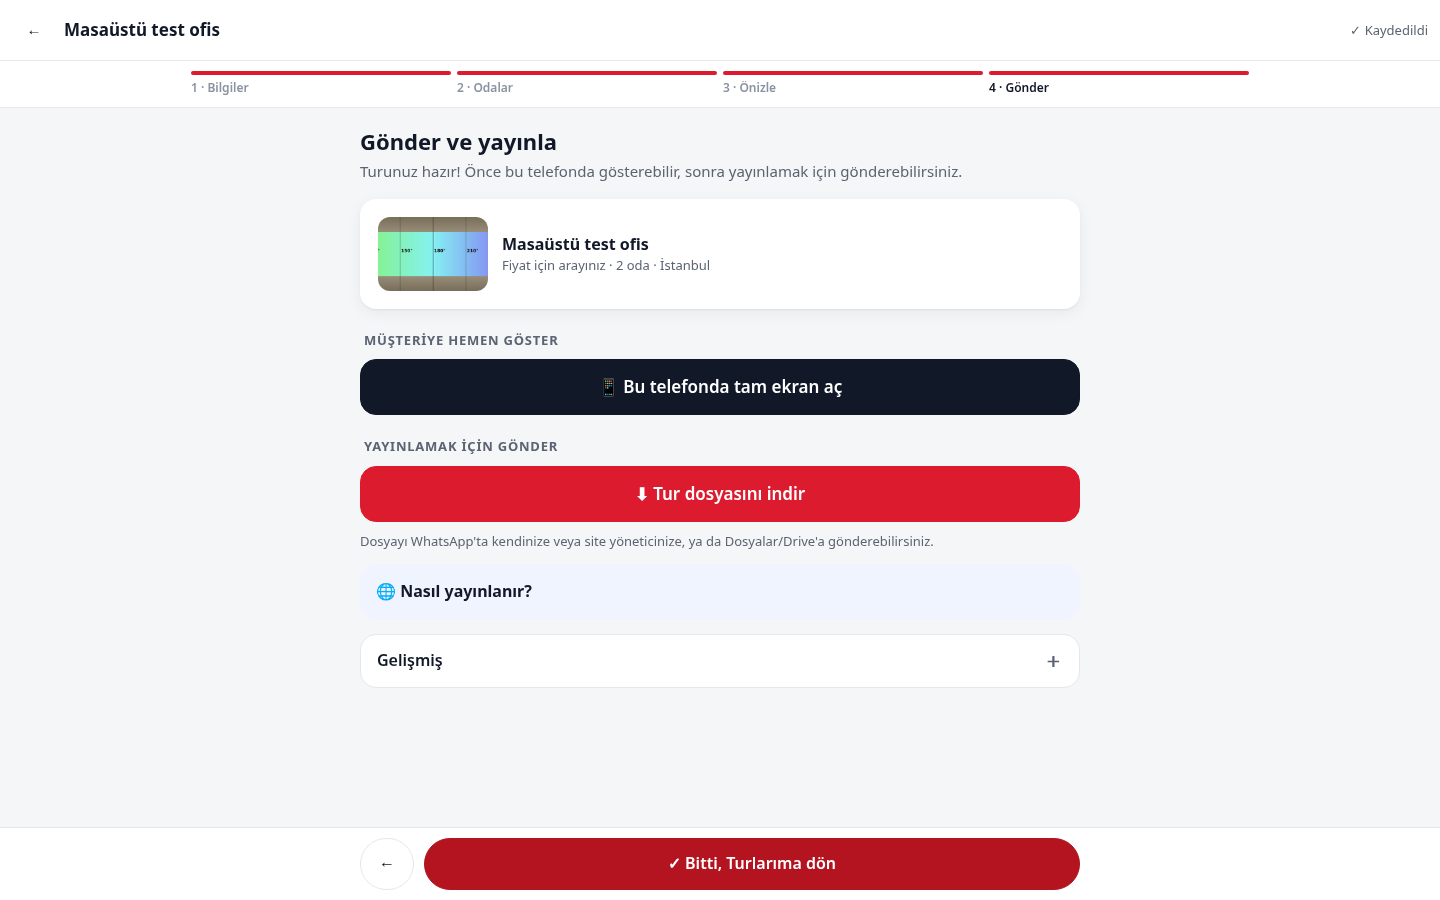 ← Masaüstü test ofis
✓ Kaydedildi
1 · Bilgiler
2 · Odalar
3 · Önizle
4 · Gönder
Gönder ve yayınla
Turunuz hazır! Önce bu telefonda gösterebilir, sonra yayınlamak için gönderebilirsiniz.
150° 180° 210°
Masaüstü test ofis
Fiyat için arayınız · 2 oda · İstanbul
MÜŞTERİYE HEMEN GÖSTER
📱 Bu telefonda tam ekran aç
YAYINLAMAK İÇİN GÖNDER
⬇ Tur dosyasını indir
Dosyayı WhatsApp'ta kendinize veya site yöneticinize, ya da Dosyalar/Drive'a gönderebilirsiniz.
🌐 Nasıl yayınlanır?
Gelişmiş +
←
✓ Bitti, Turlarıma dön